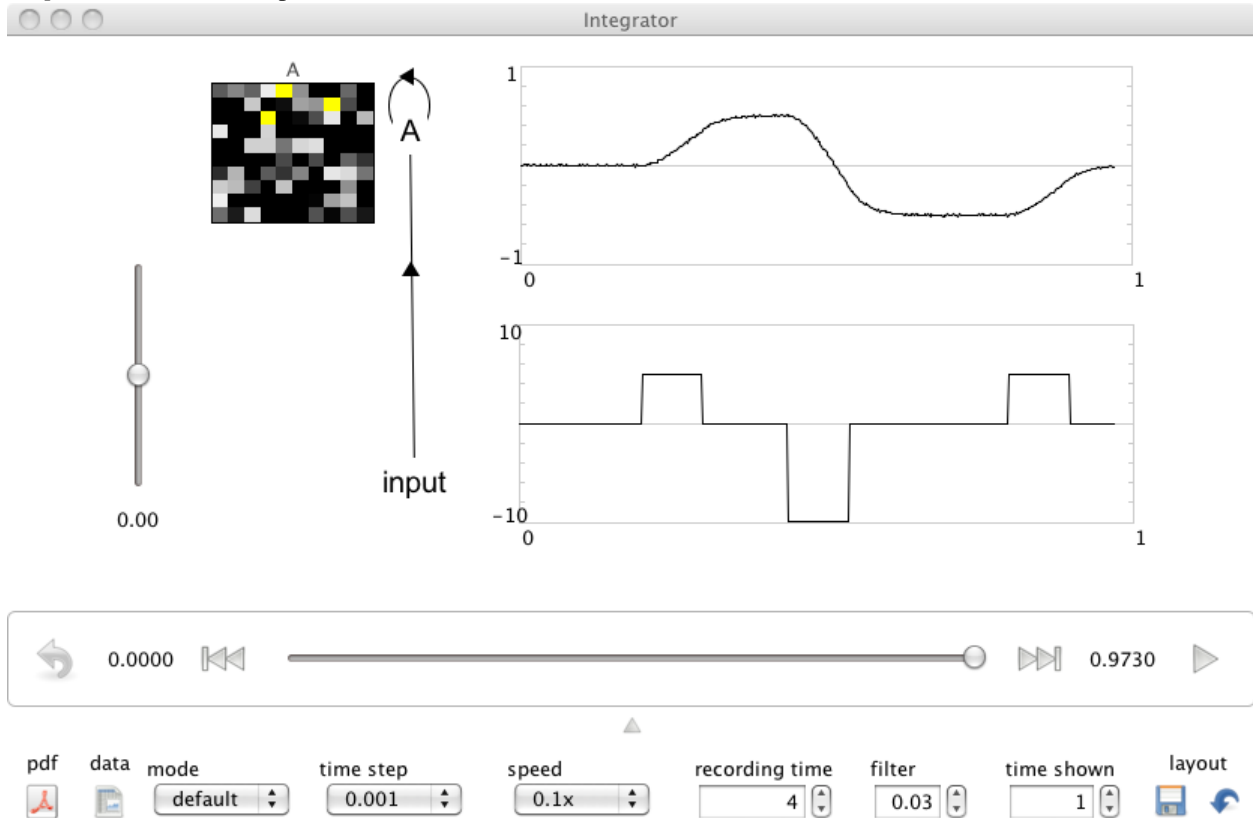 Integrator
A
A
input
0.00
1
-1
0
1
10
-10
0
1
0.0000
0.9730
pdf
data
mode
default
time step
0.001
speed
0.1x
recording time
4
filter
0.03
time shown
1
layout